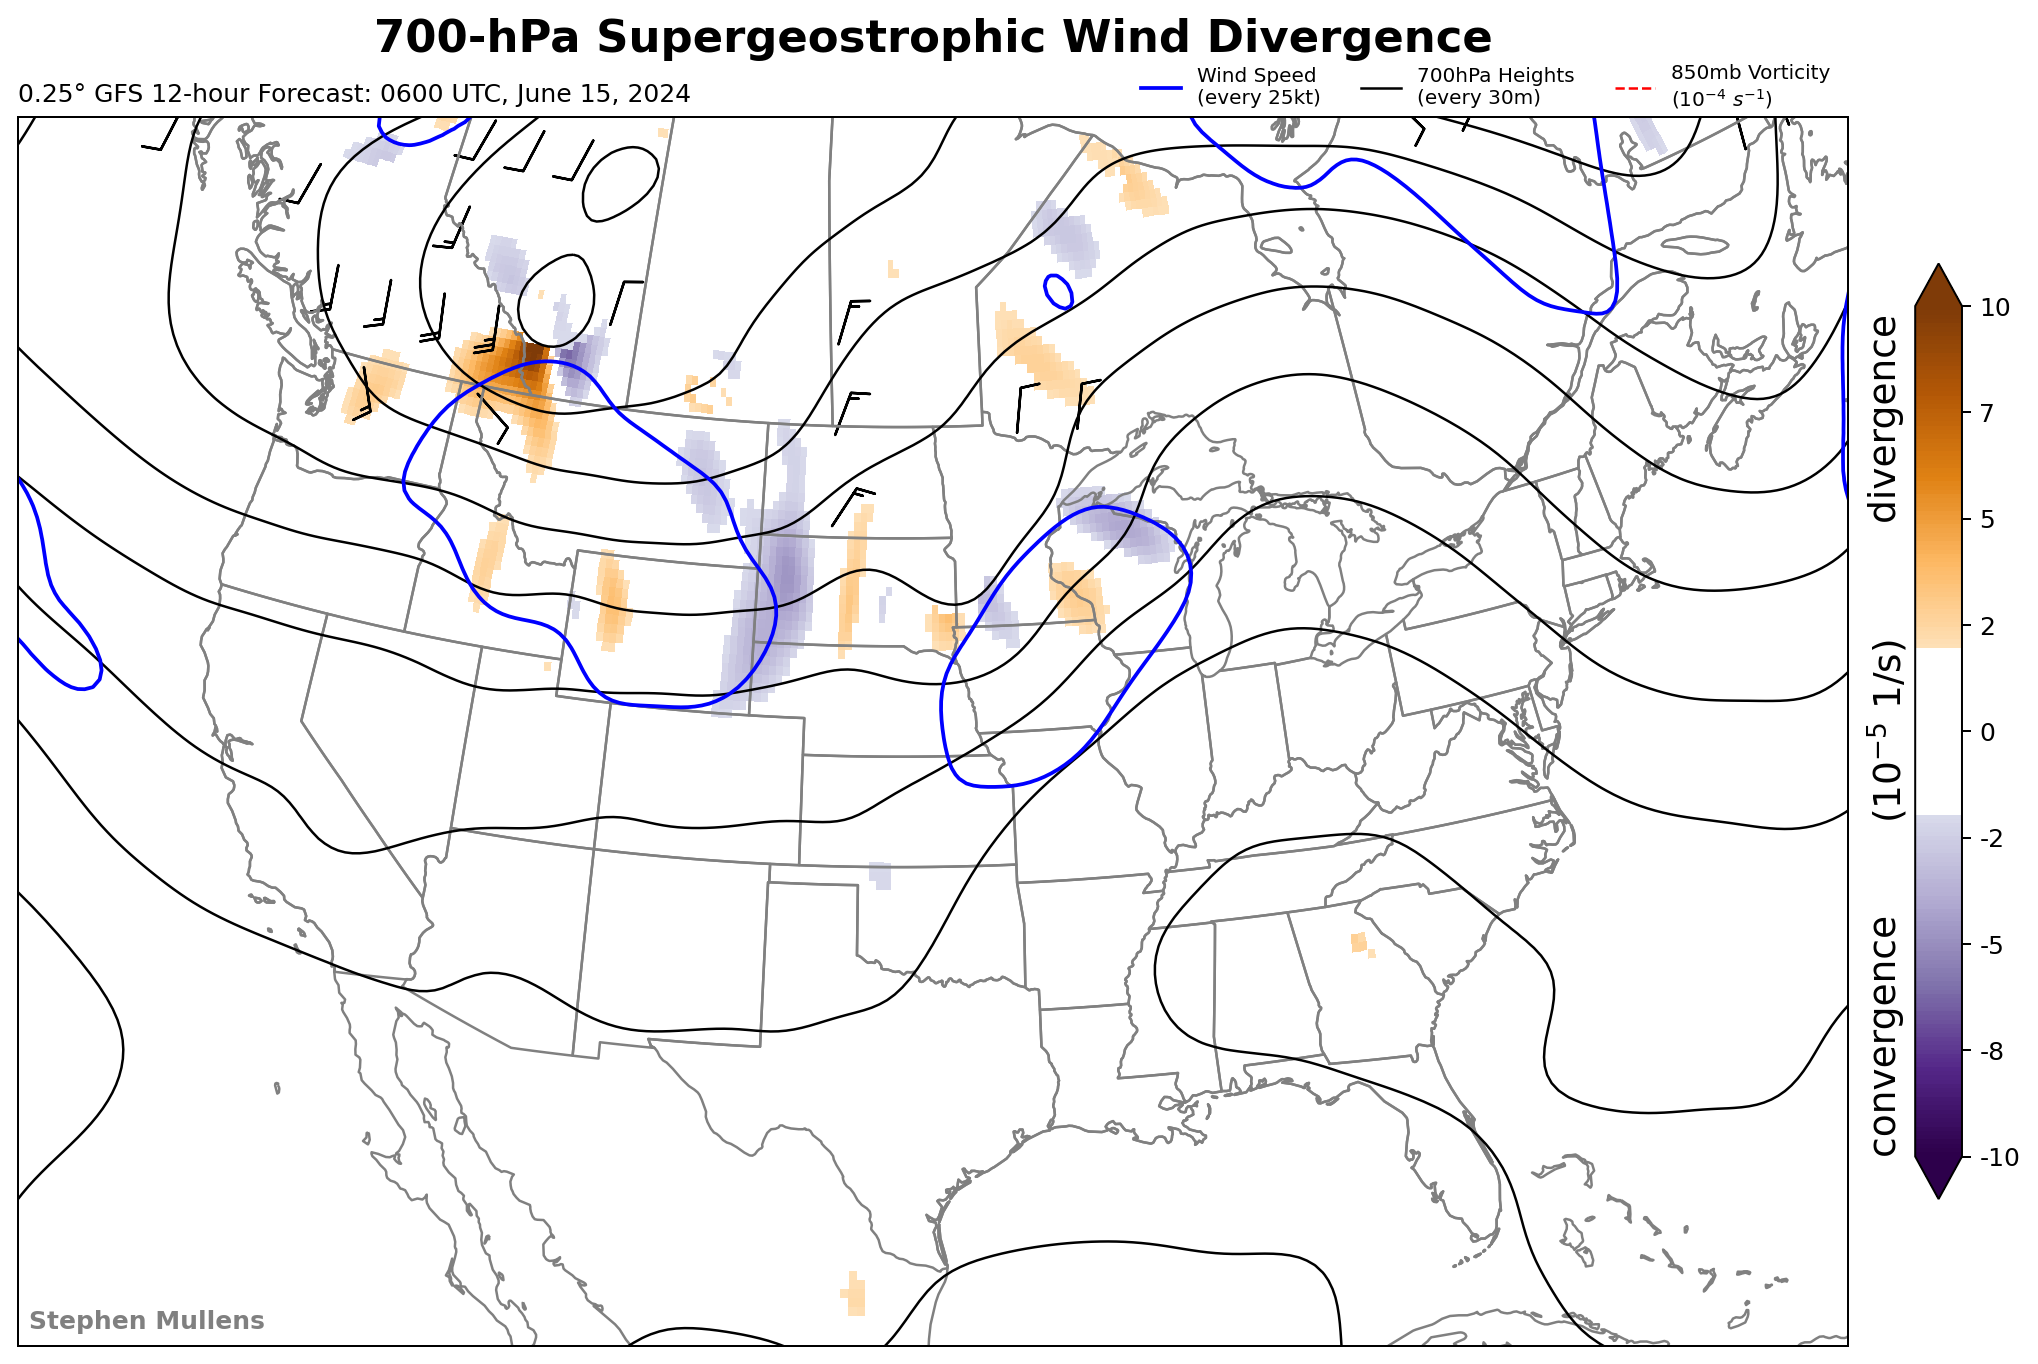 700-hPa Supergeostrophic Wind Divergence
0.25° GFS 12-hour Forecast: 0600 UTC, June 15, 2024
Wind Speed
(every 25kt)
700hPa Heights
(every 30m)
850mb Vorticity
(10⁻⁴ s⁻¹)
10
7
5
2
0
-2
-5
-8
-10
convergence (10⁻⁵ 1/s) divergence
Stephen Mullens